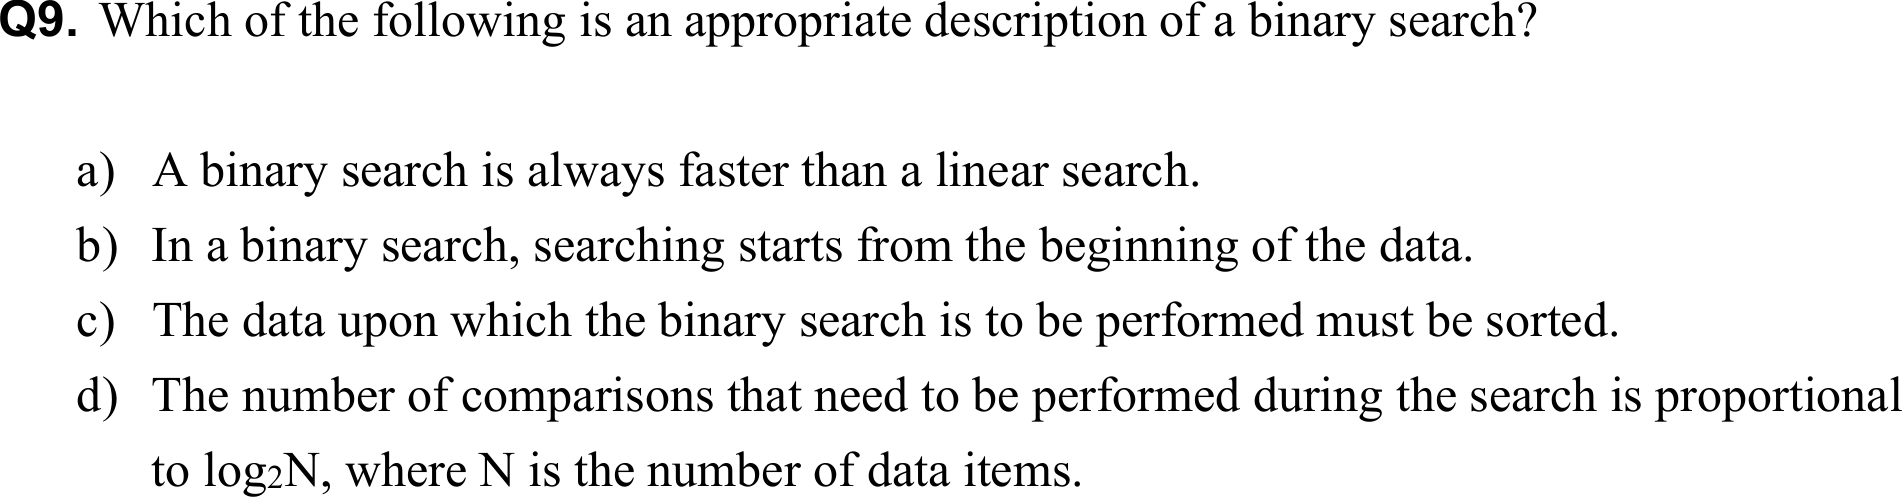 Q9. Which of the following is an appropriate description of a binary search?
a) A binary search is always faster than a linear search.
b) In a binary search, searching starts from the beginning of the data.
c) The data upon which the binary search is to be performed must be sorted.
d) The number of comparisons that need to be performed during the search is proportional
to log₂N, where N is the number of data items.